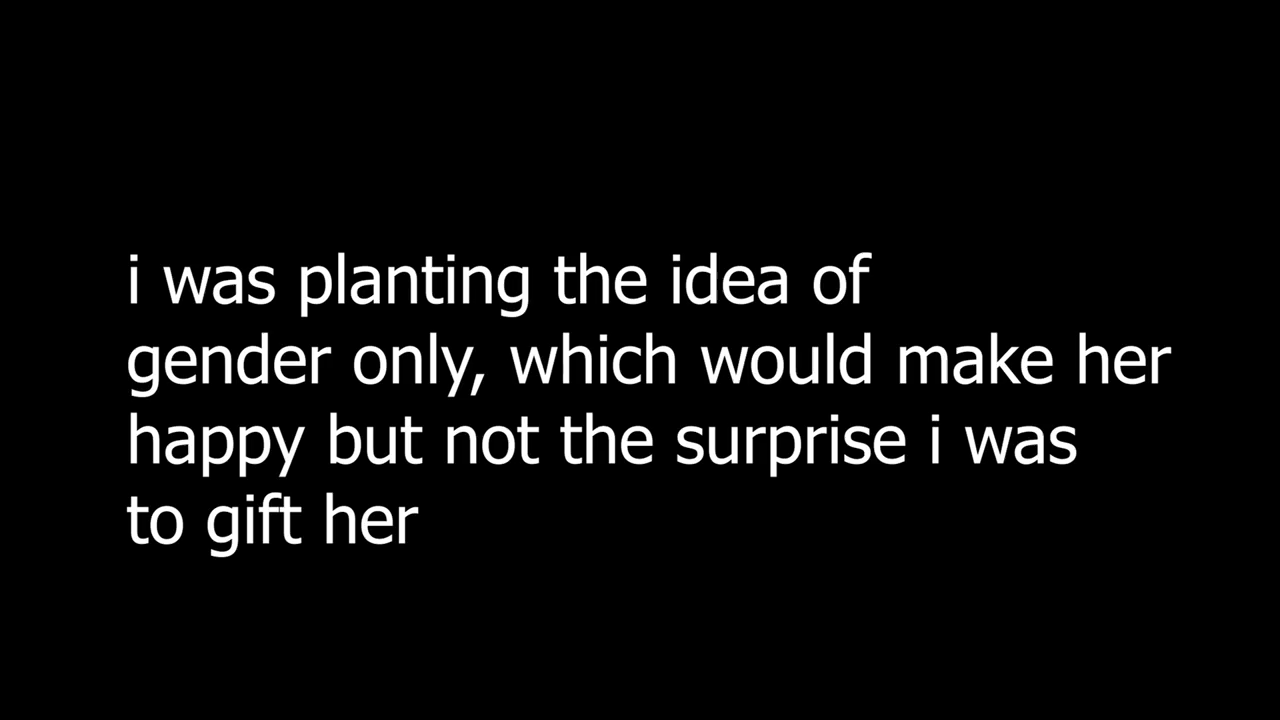 i was planting the idea of
gender only, which would make her
happy but not the surprise i was
to gift her